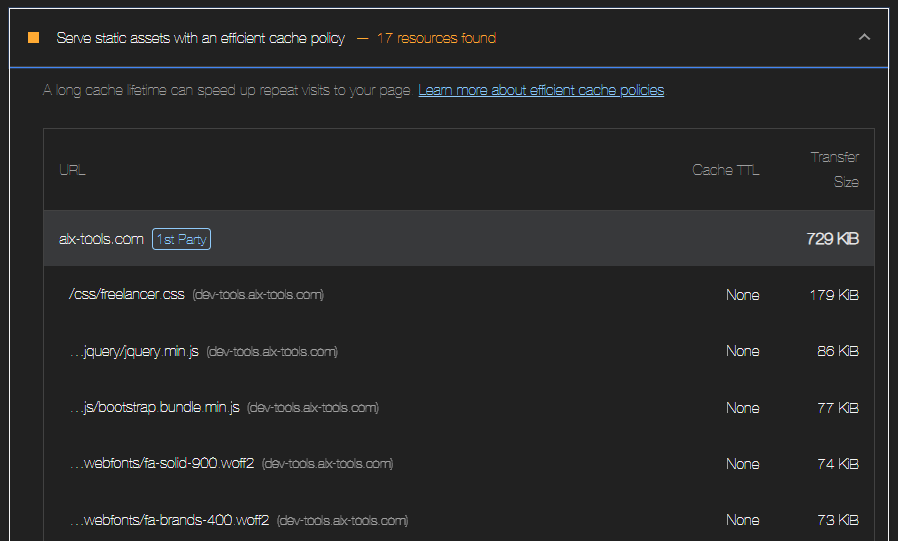 Serve static assets with an efficient cache policy — 17 resources found
A long cache lifetime can speed up repeat visits to your page. Learn more about efficient cache policies
URL Cache TTL Transfer Size
alx-tools.com 1st Party 729 KiB
/css/freelancer.css (dev-tools.alx-tools.com) None 179 KiB
…jquery/jquery.min.js (dev-tools.alx-tools.com) None 86 KiB
…js/bootstrap.bundle.min.js (dev-tools.alx-tools.com) None 77 KiB
…webfonts/fa-solid-900.woff2 (dev-tools.alx-tools.com) None 74 KiB
…webfonts/fa-brands-400.woff2 (dev-tools.alx-tools.com) None 73 KiB